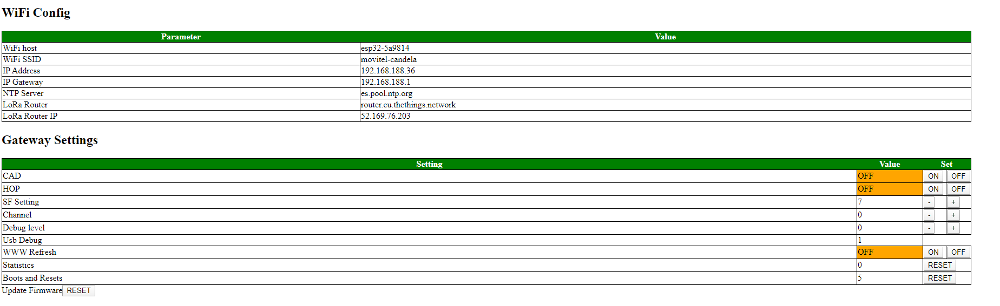 WiFi Config
Parameter Value
WiFi host esp32-5a9814
WiFi SSID movitel-candela
IP Address 192.168.188.36
IP Gateway 192.168.188.1
NTP Server es.pool.ntp.org
LoRa Router router.eu.thethings.network
LoRa Router IP 52.169.76.203
Gateway Settings
Setting Value Set
CAD OFF ON OFF
HOP OFF ON OFF
SF Setting 7 - +
Channel 0 - +
Debug level 0 - +
Usb Debug 1
WWW Refresh OFF ON OFF
Statistics 0 RESET
Boots and Resets 5 RESET
Update Firmware RESET